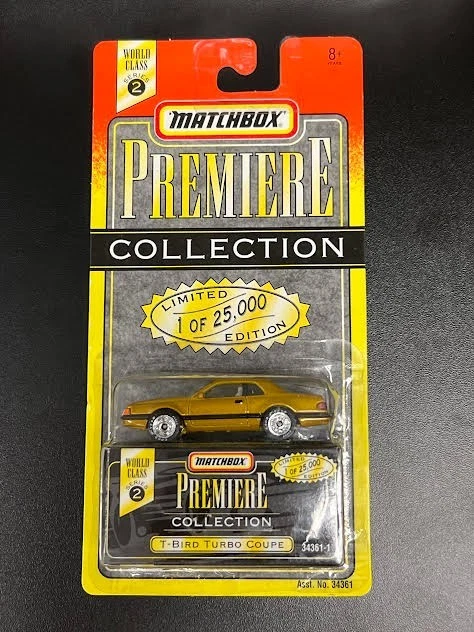 WORLD
CLASS
SERIES
2
8+
YEARS
MATCHBOX®
PREMIERE
COLLECTION
LIMITED
1 OF 25,000
EDITION
WORLD
CLASS
SERIES
2
MATCHBOX®
PREMIERE
COLLECTION
T-BIRD TURBO COUPE
LIMITED
1 OF 25,000
EDITION
34361-1
Asst. No. 34361